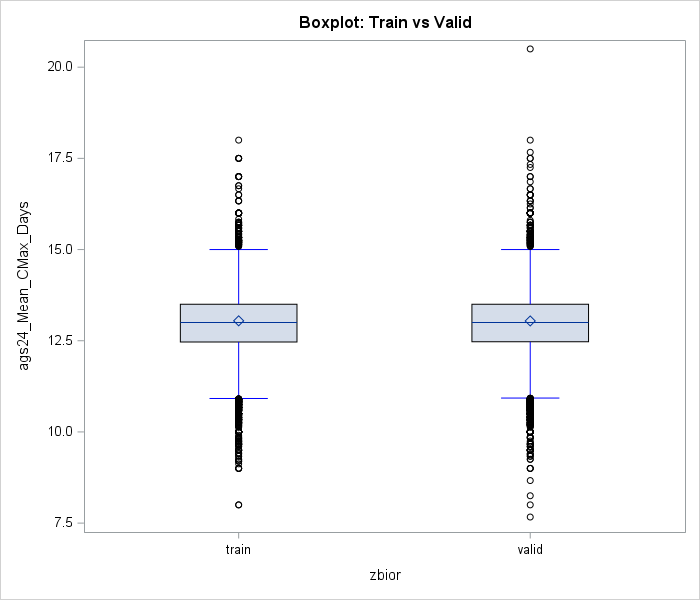 Boxplot: Train vs Valid
20.0
17.5
15.0
12.5
10.0
7.5
ags24_Mean_CMax_Days
train
valid
zbior